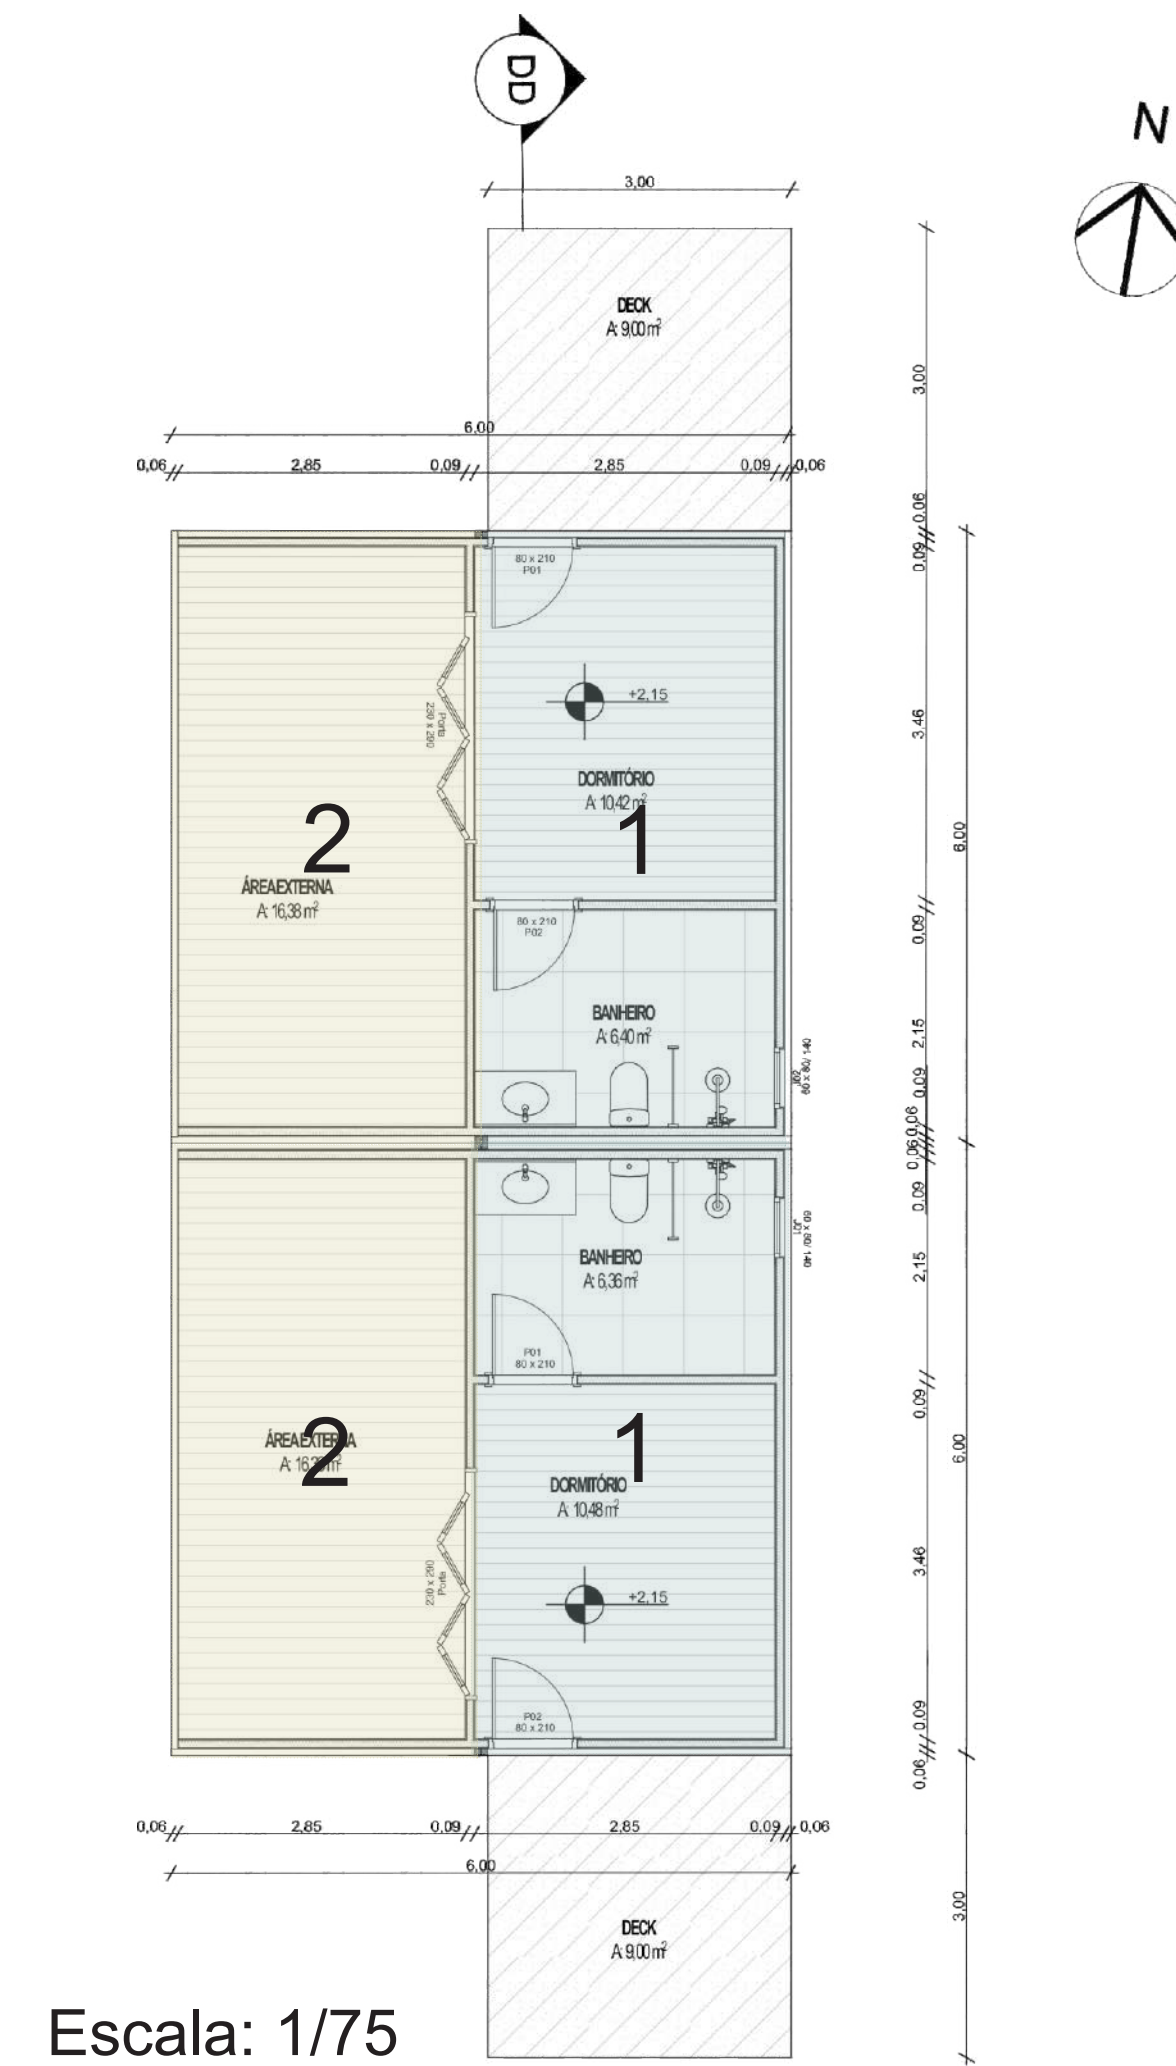 DD
N
3,00
DECK
A: 9,00 m²
3,00
6,00
0,06 2,85 0,09 2,85 0,09 0,06
0,06
0,09
80 x 210
P01
+2,15
Porta
230 x 290
3,46
DORMITÓRIO
A: 10,42 m²
2
1
6,00
ÁREA EXTERNA
A: 16,38 m²
80 x 210
P02
0,09
BANHEIRO
A: 6,40 m²
2,15
60 x 80 / 140
J02
0,09
0,06
0,06
0,09
BANHEIRO
A: 6,36 m²
60 x 80 / 140
J01
2,15
P01
80 x 210
0,09
ÁREA EXTERNA
2
1
6,00
DORMITÓRIO
A: 10,48 m²
3,46
230 x 290
Porta
+2,15
P02
80 x 210
0,09
0,06
0,06 2,85 0,09 2,85 0,09 0,06
6,00
3,00
DECK
A: 9,00 m²
Escala: 1/75